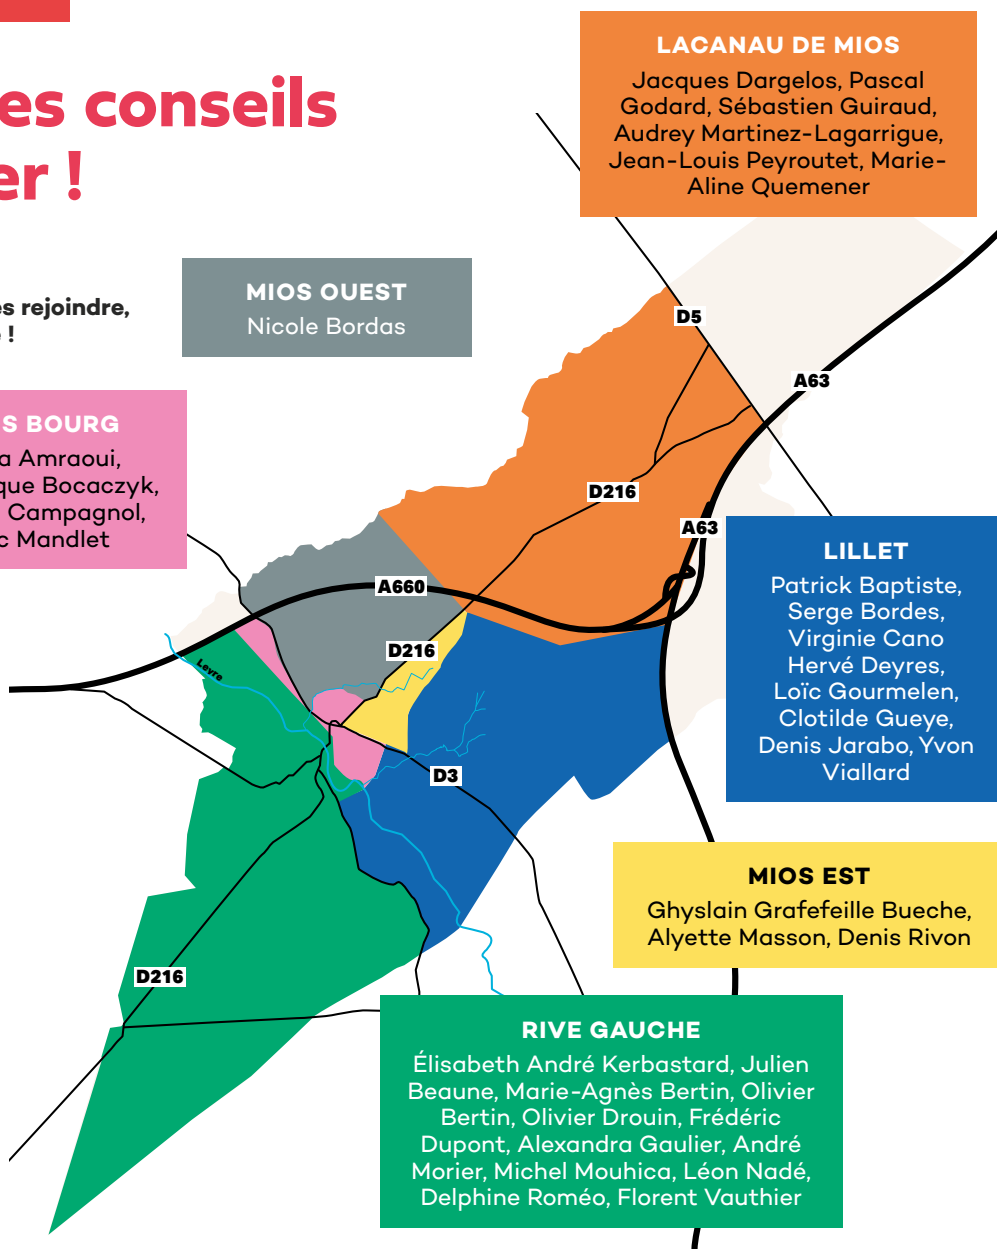 es conseils
er !
es rejoindre,
!
LACANAU DE MIOS
Jacques Dargelos, Pascal
Godard, Sébastien Guiraud,
Audrey Martinez-Lagarrigue,
Jean-Louis Peyroutet, Marie-
Aline Quemener
MIOS OUEST
Nicole Bordas
S BOURG
a Amraoui,
que Bocaczyk,
Campagnol,
c Mandlet
D5
A63
D216
A63
A660
D216
Leyre
D3
D216
LILLET
Patrick Baptiste,
Serge Bordes,
Virginie Cano
Hervé Deyres,
Loïc Gourmelen,
Clotilde Gueye,
Denis Jarabo, Yvon
Viallard
MIOS EST
Ghyslain Grafefeille Bueche,
Alyette Masson, Denis Rivon
RIVE GAUCHE
Élisabeth André Kerbastard, Julien
Beaune, Marie-Agnès Bertin, Olivier
Bertin, Olivier Drouin, Frédéric
Dupont, Alexandra Gaulier, André
Morier, Michel Mouhica, Léon Nadé,
Delphine Roméo, Florent Vauthier